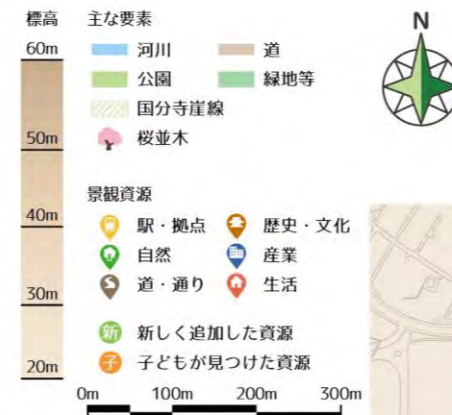 標高
60m
50m
40m
30m
20m
主な要素
河川 道
公園 緑地等
国分寺崖線
桜並木
景観資源
駅・拠点 歴史・文化
自然 産業
道・通り 生活
新 新しく追加した資源
子 子どもが見つけた資源
0m 100m 200m 300m
N